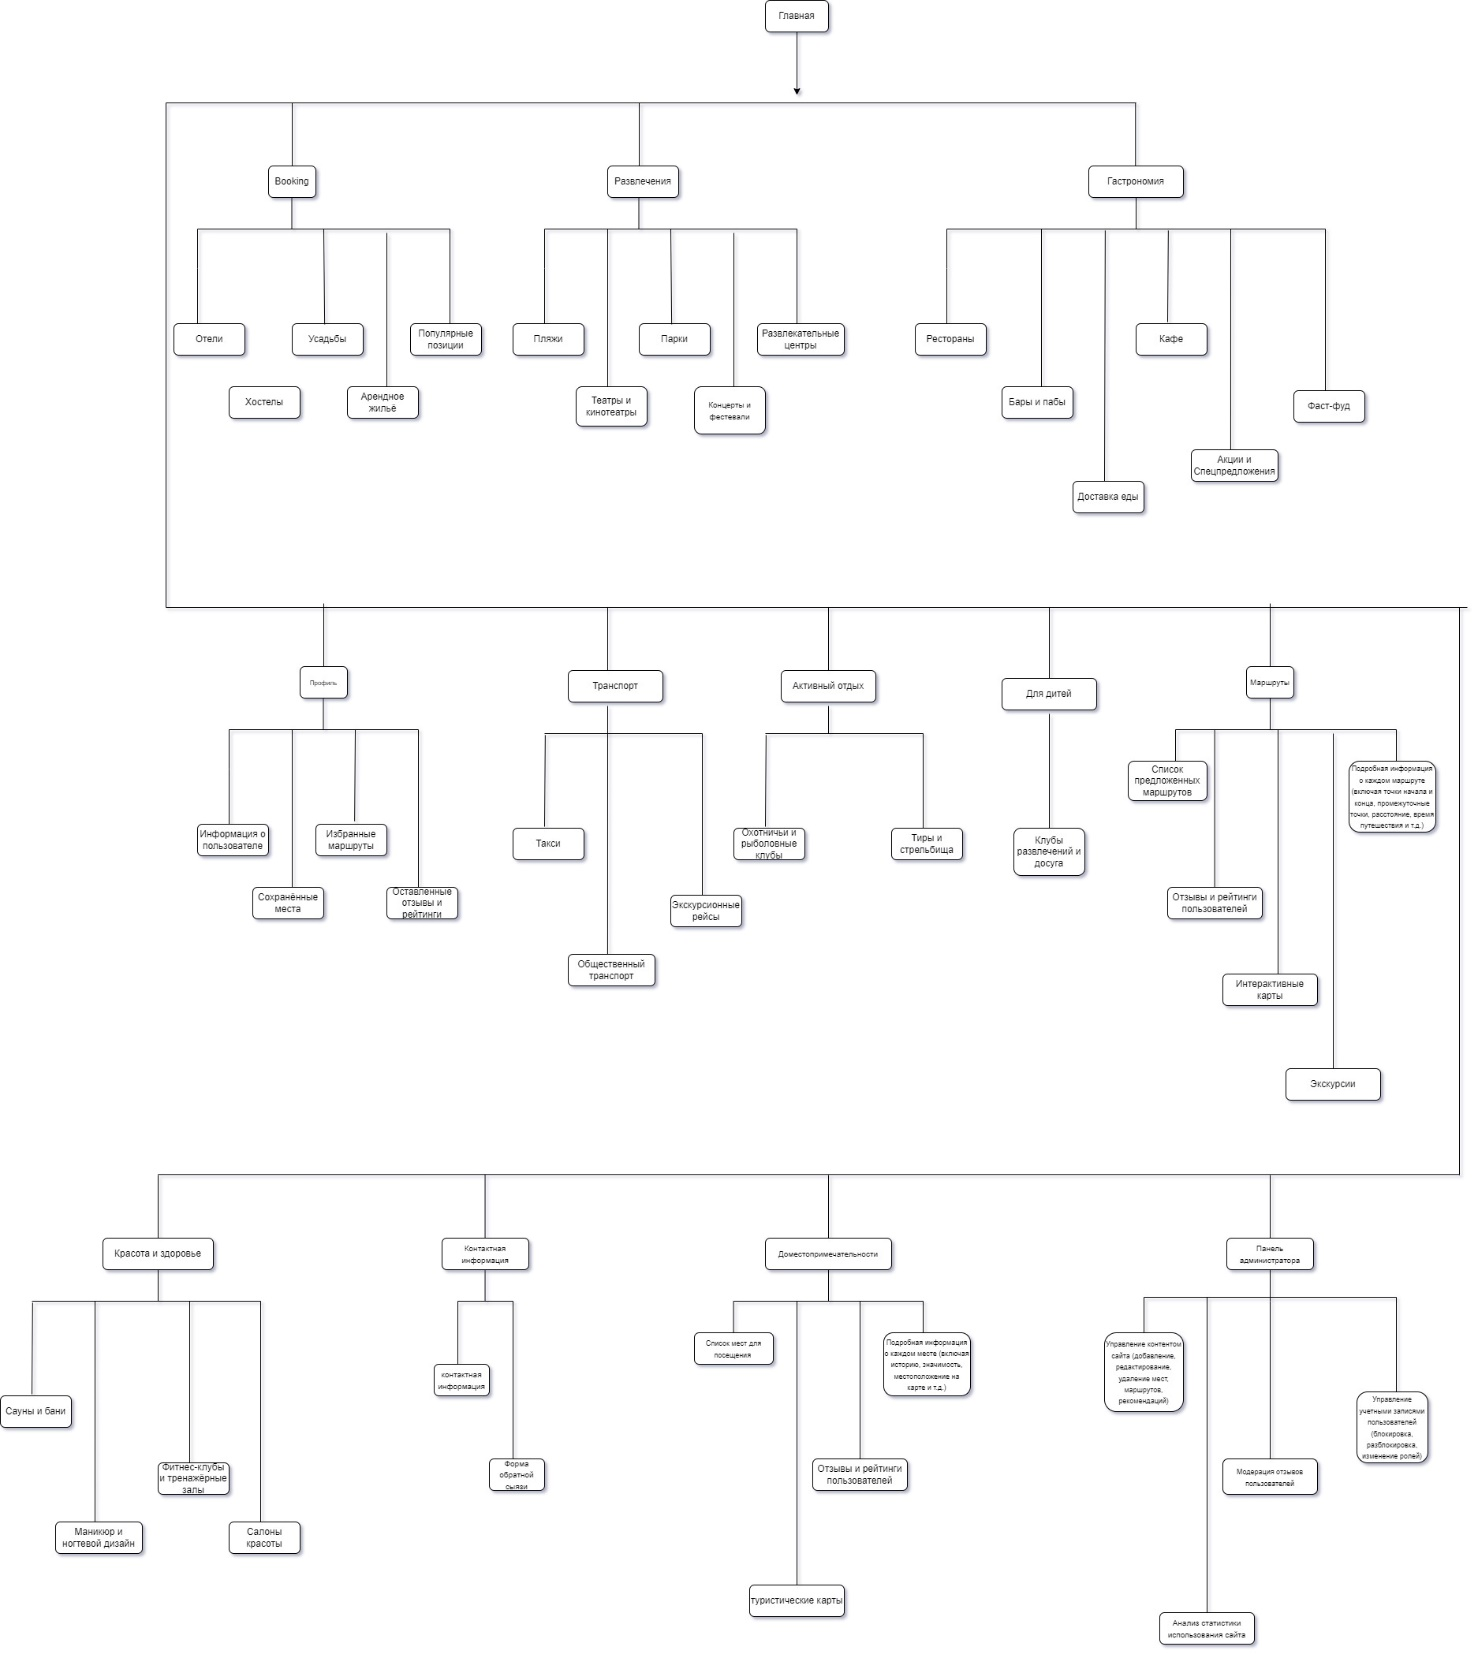 Главная
Booking
Развлечения
Гастрономия
Отели
Усадьбы
Популярные
позиции
Пляжи
Парки
Развлекательные
центры
Рестораны
Кафе
Хостелы
Арендное
жильё
Театры и
кинотеатры
Концерты и
фестевали
Бары и пабы
Фаст-фуд
Акции и
Спецпредложения
Доставка еды
Профиль
Транспорт
Активный отдых
Для дитей
Маршруты
Информация о
пользователе
Избранные
маршруты
Сохранённые
места
Оставленные
отзывы и
рейтинги
Такси
Экскурсионные
рейсы
Общественный
транспорт
Охотничьи и
рыболовные
клубы
Тиры и
стрельбища
Клубы
развлечений и
досуга
Список
предложенных
маршрутов
Подробная информация
о каждом маршруте
(включая точки начала и
конца, промежуточные
точки, расстояние, время
путешествия и т.д.)
Отзывы и рейтинги
пользователей
Интерактивные
карты
Экскурсии
Красота и здоровье
Контактная
информация
Доместопримечательности
Панель
администратора
Сауны и бани
Фитнес-клубы
и тренажёрные
залы
Маникюр и
ногтевой дизайн
Салоны
красоты
контактная
информация
Форма
обратной
сыязи
Список мест для
посещения
Подробная информация
о каждом месте (включая
историю, значимость,
местоположение на
карте и т.д.)
Отзывы и рейтинги
пользователей
туристические карты
Управление контентом
сайта (добавление,
редактирование,
удаление мест,
маршрутов,
рекомендаций)
Управление
учетными записями
пользователей
(блокировка,
разблокировка,
изменение ролей)
Модерация отзывов
пользователей
Анализ статистики
использования сайта